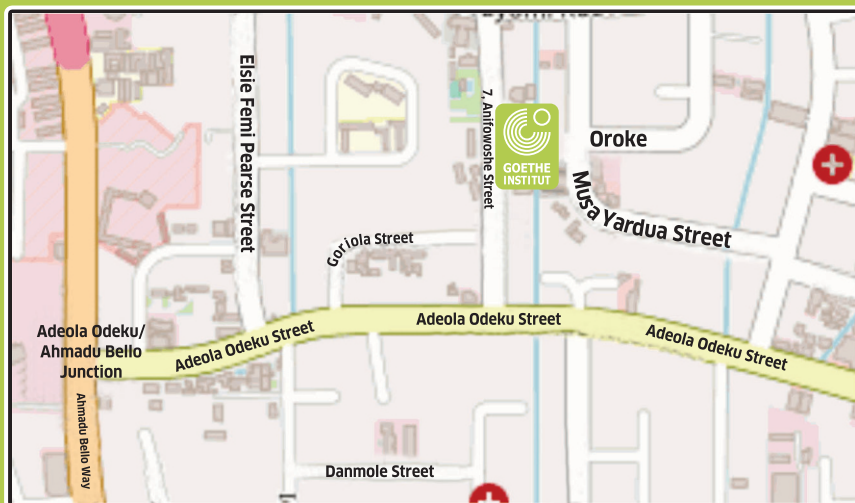 Elsie Femi Pearse Street
7, Anifowoshe Street
GOETHE
INSTITUT
Oroke
Musa Yardua Street
Goriola Street
Adeola Odeku Street
Adeola Odeku Street
Adeola Odeku Street
Adeola Odeku/
Ahmadu Bello
Junction
Ahmadu Bello Way
Danmole Street